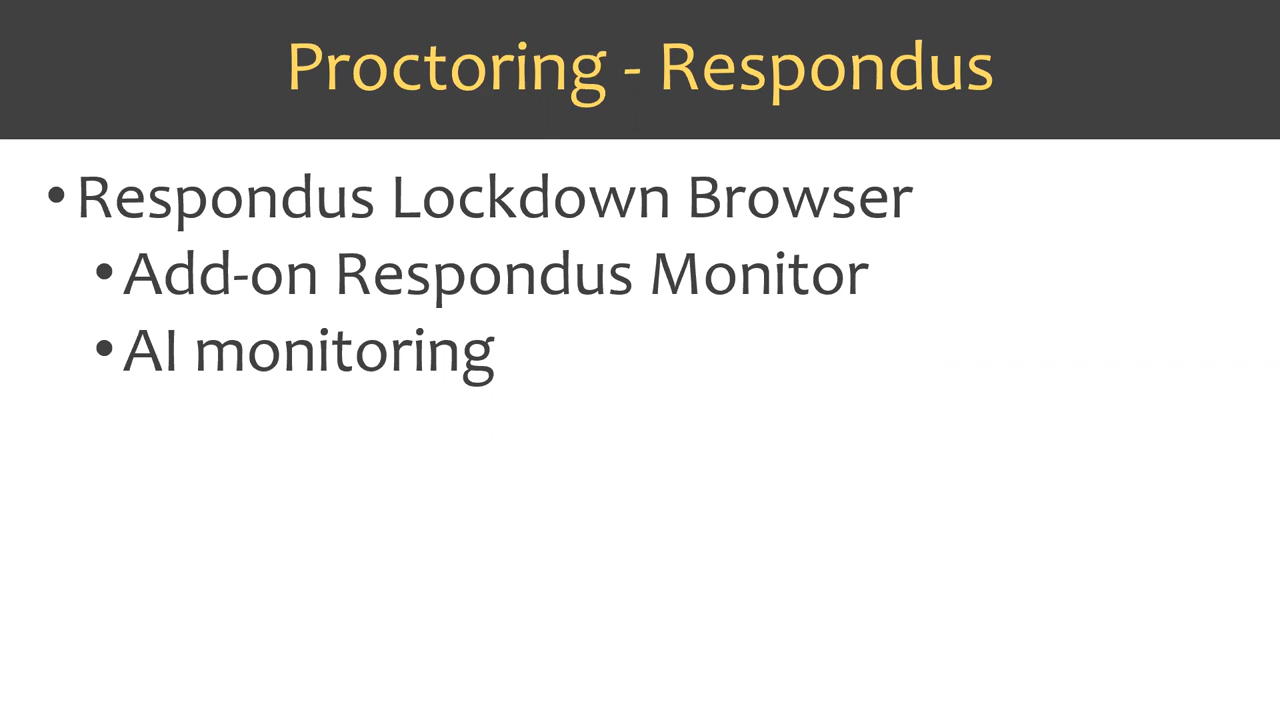 Proctoring - Respondus
• Respondus Lockdown Browser
• Add-on Respondus Monitor
• AI monitoring